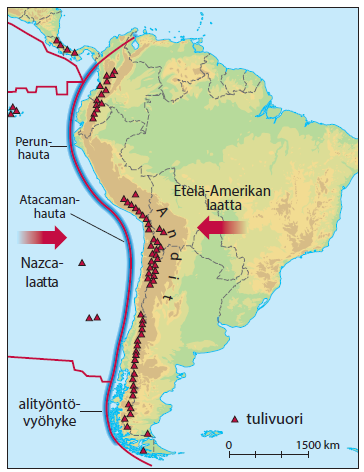 Perun-
hauta
Atacaman-
hauta
Etelä-Amerikan
laatta
Andit
Nazca-
laatta
alityöntö-
vyöhyke
tulivuori
0 1500 km